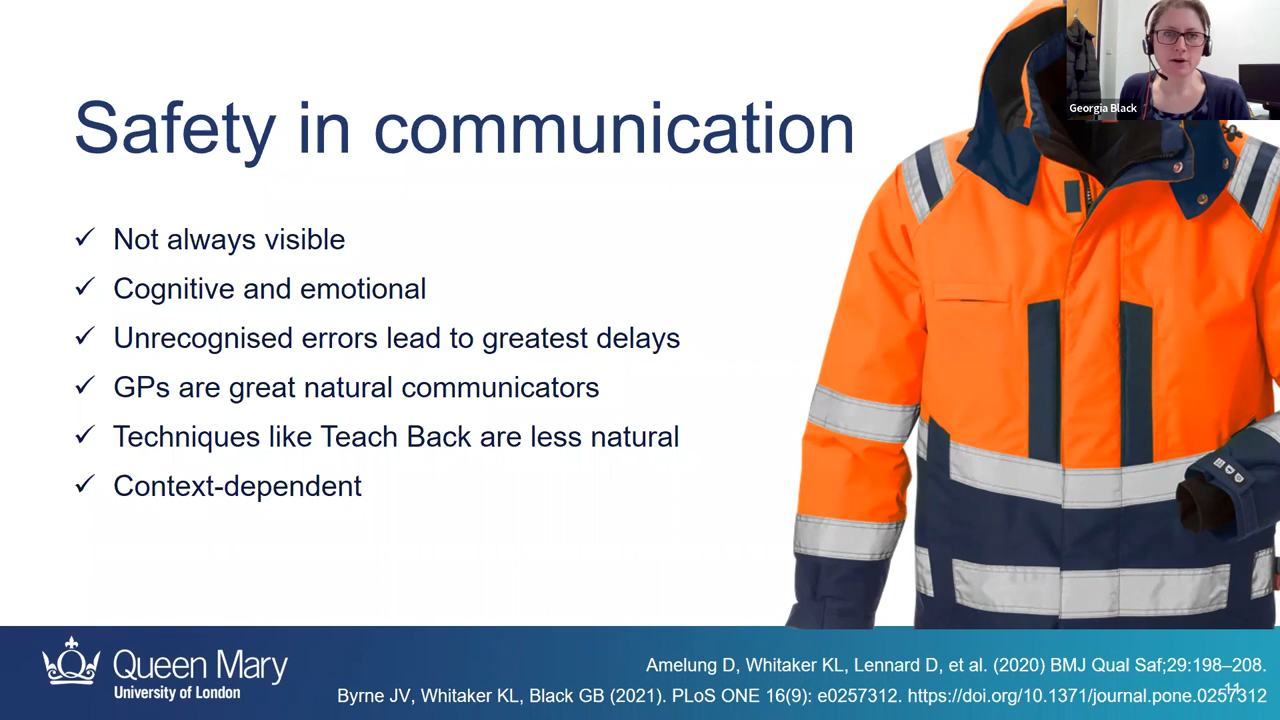 Georgia Black
Safety in communication
✓ Not always visible
✓ Cognitive and emotional
✓ Unrecognised errors lead to greatest delays
✓ GPs are great natural communicators
✓ Techniques like Teach Back are less natural
✓ Context-dependent
Queen Mary
University of London
Amelung D, Whitaker KL, Lennard D, et al. (2020) BMJ Qual Saf;29:198–208.
Byrne JV, Whitaker KL, Black GB (2021). PLoS ONE 16(9): e0257312. https://doi.org/10.1371/journal.pone.0257312
11